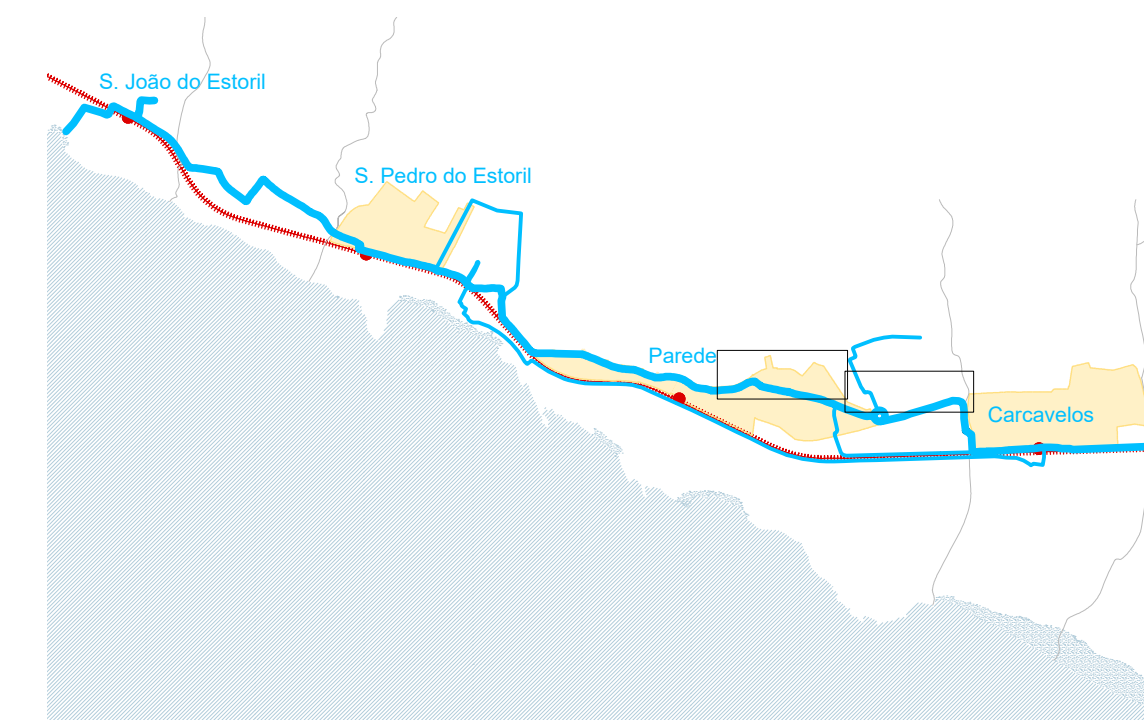 S. João do Estoril
S. Pedro do Estoril
Parede
Carcavelos